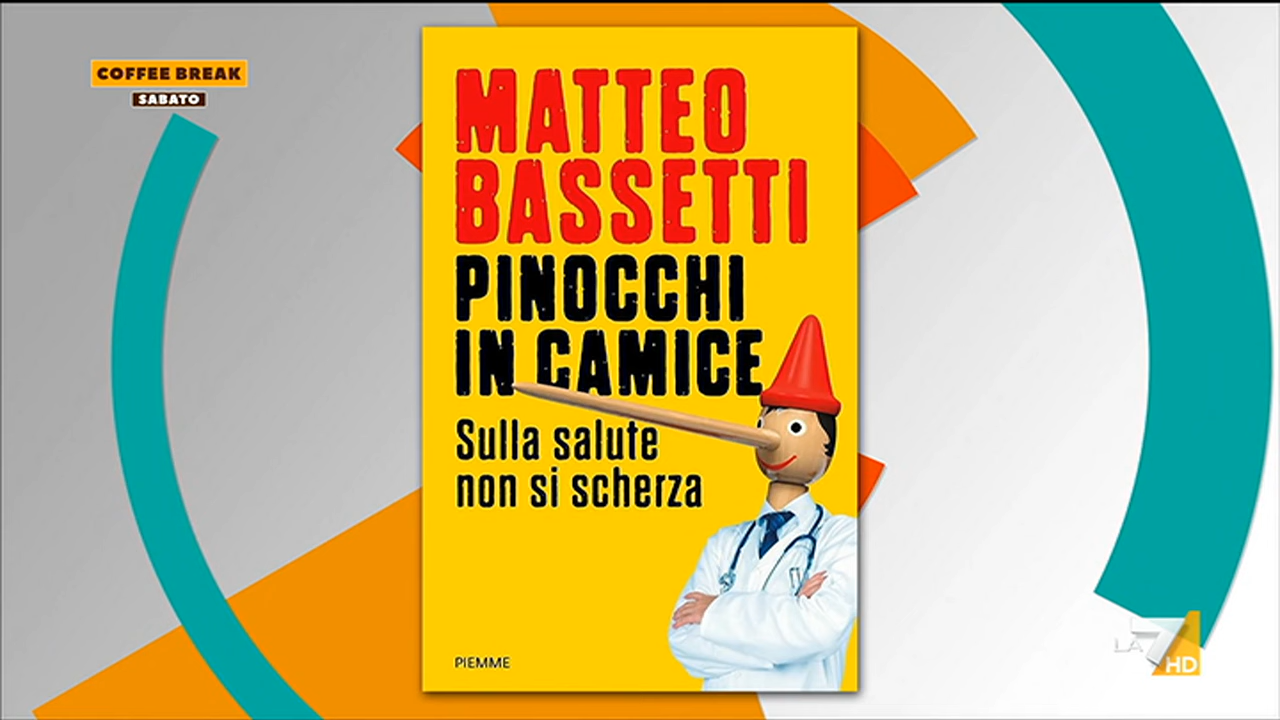 COFFEE BREAK
SABATO
MATTEO
BASSETTI
PINOCCHI
IN CAMICE
Sulla salute
non si scherza
PIEMME
LA7
HD